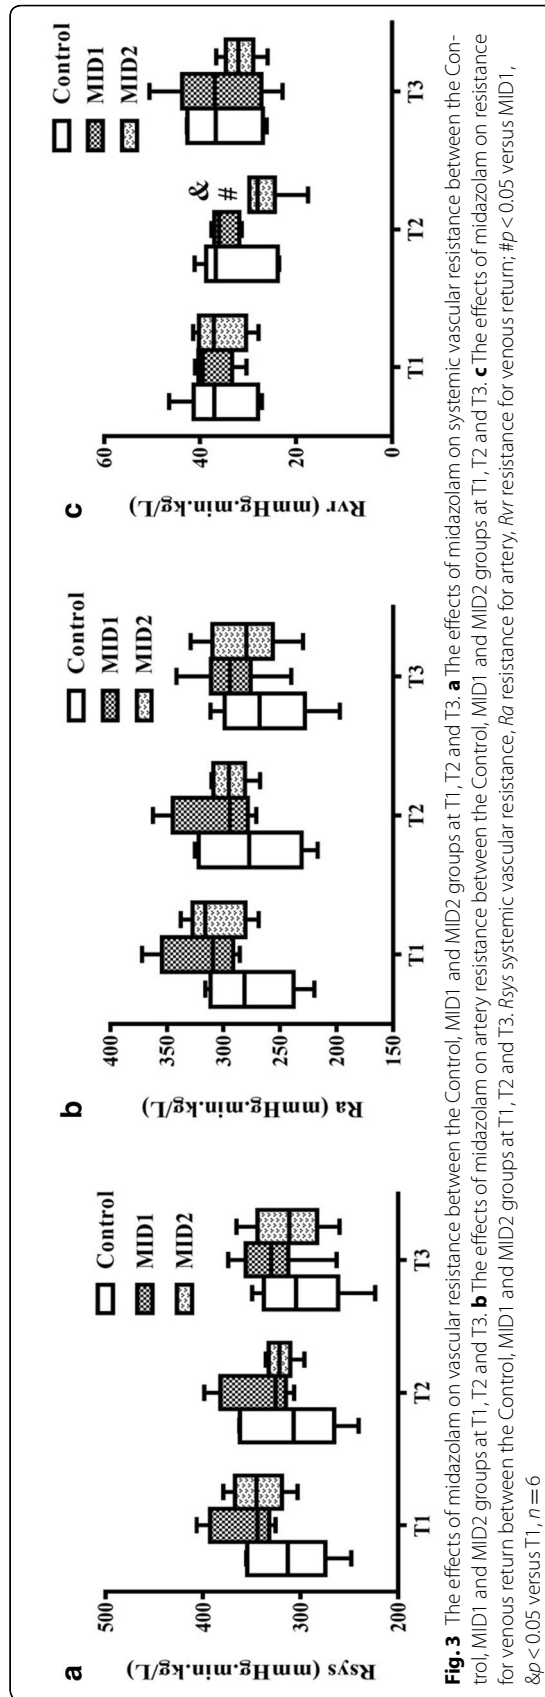 a
Rsys (mmHg.min.kg/L)
500
400
300
200
T1
T2
T3
Control
MID1
MID2
b
Ra (mmHg.min.kg/L)
400
350
300
250
200
150
T1
T2
T3
Control
MID1
MID2
c
Rvr (mmHg.min.kg/L)
60
40
20
0
T1
T2
T3
&
#
Control
MID1
MID2
Fig. 3 The effects of midazolam on vascular resistance between the Control, MID1 and MID2 groups at T1, T2 and T3. a The effects of midazolam on systemic vascular resistance between the Con-
trol, MID1 and MID2 groups at T1, T2 and T3. b The effects of midazolam on artery resistance between the Control, MID1 and MID2 groups at T1, T2 and T3. c The effects of midazolam on resistance
for venous return between the Control, MID1 and MID2 groups at T1, T2 and T3. Rsys systemic vascular resistance, Ra resistance for artery, Rvr resistance for venous return; #p < 0.05 versus MID1,
&p < 0.05 versus T1, n = 6